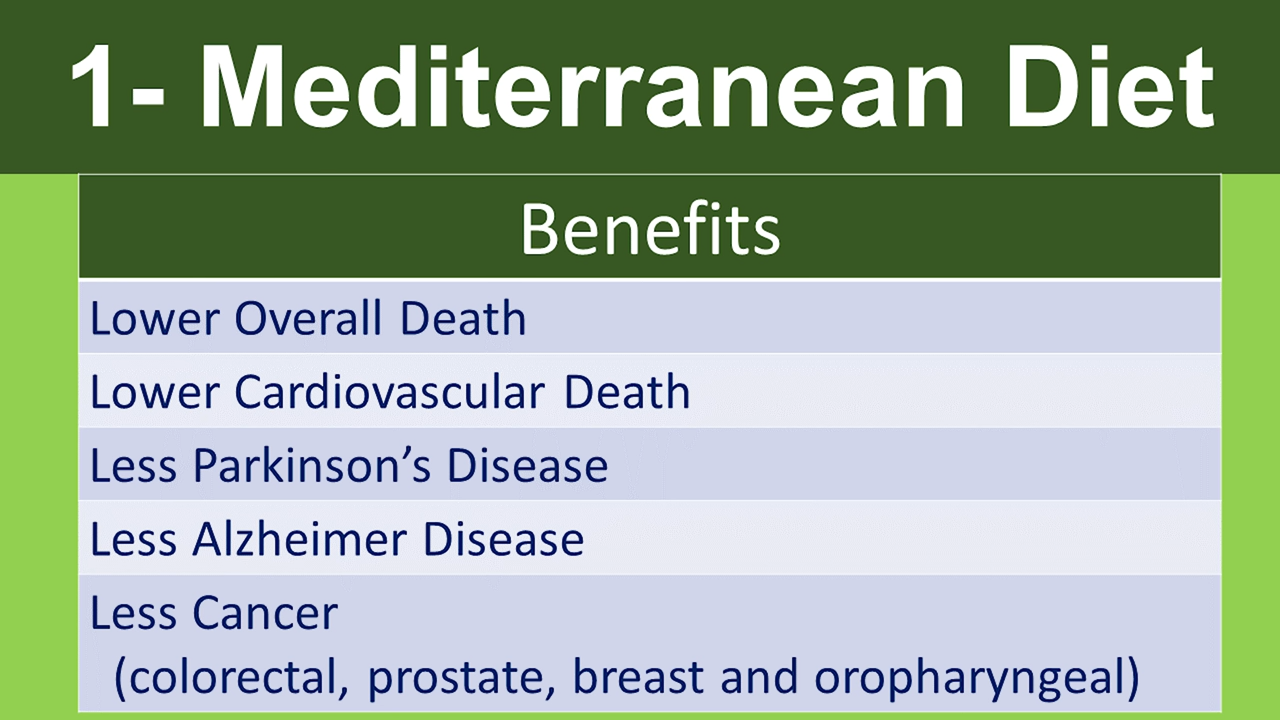 1- Mediterranean Diet
Benefits
Lower Overall Death
Lower Cardiovascular Death
Less Parkinson’s Disease
Less Alzheimer Disease
Less Cancer
(colorectal, prostate, breast and oropharyngeal)